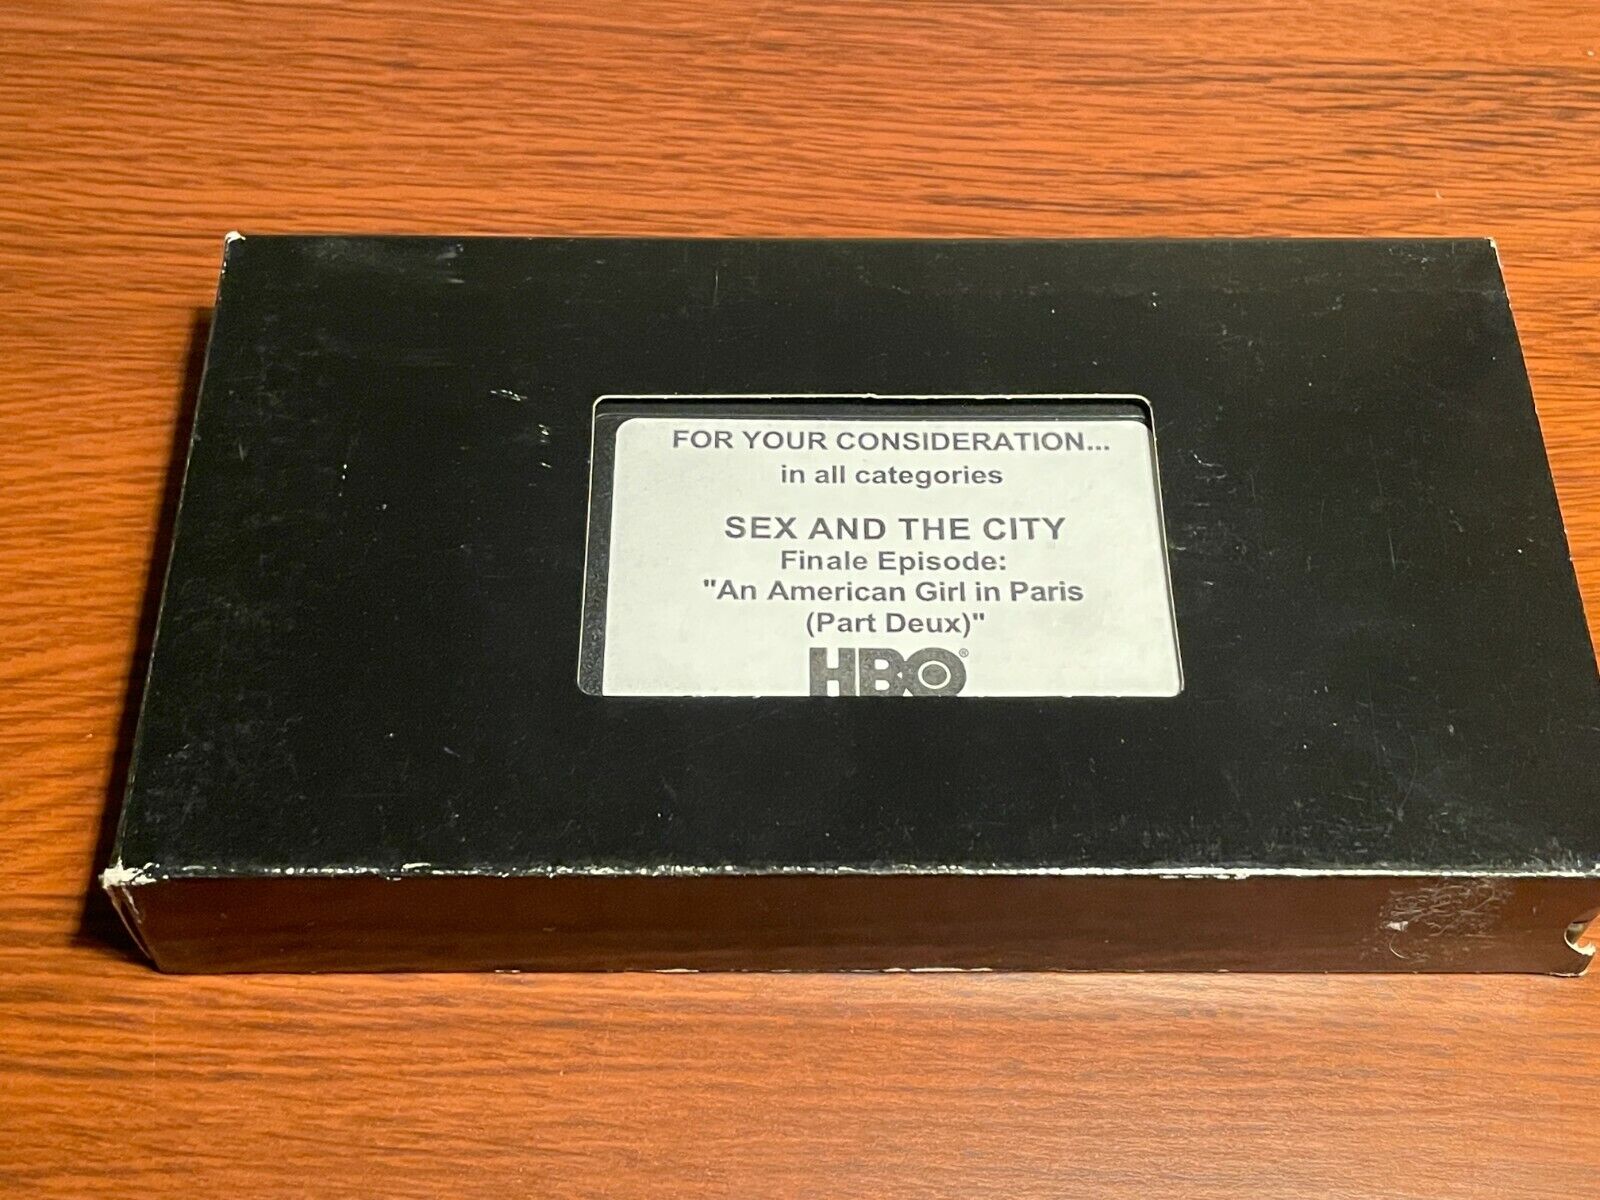 FOR YOUR CONSIDERATION...
in all categories
SEX AND THE CITY
Finale Episode:
"An American Girl in Paris
(Part Deux)"
HBO®